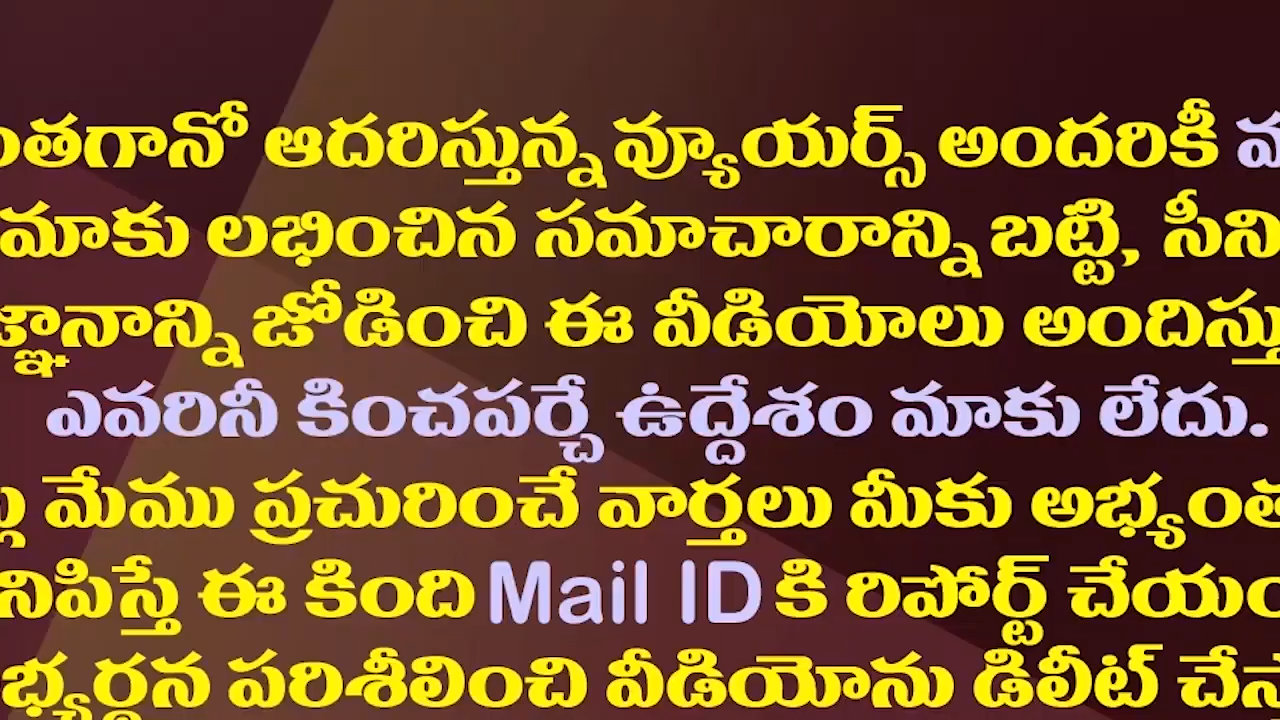 ంతగానో ఆదరిస్తున్న వ్యూయర్స్ అందరికీ
మాకు లభించిన సమాచారాన్ని బట్టి, సీని
జ్ఞానాన్ని జోడించి ఈ వీడియోలు అందిస్తు
ఎవరినీ కించపర్చే ఉద్దేశం మాకు లేదు.
మేము ప్రచురించే వార్తలు మీకు అభ్యంత
నిపిస్తే ఈ కింది Mail ID కి రిపోర్ట్ చేయం
భ్యర్థన పరిశీలించి వీడియోను డిలీట్ చేస